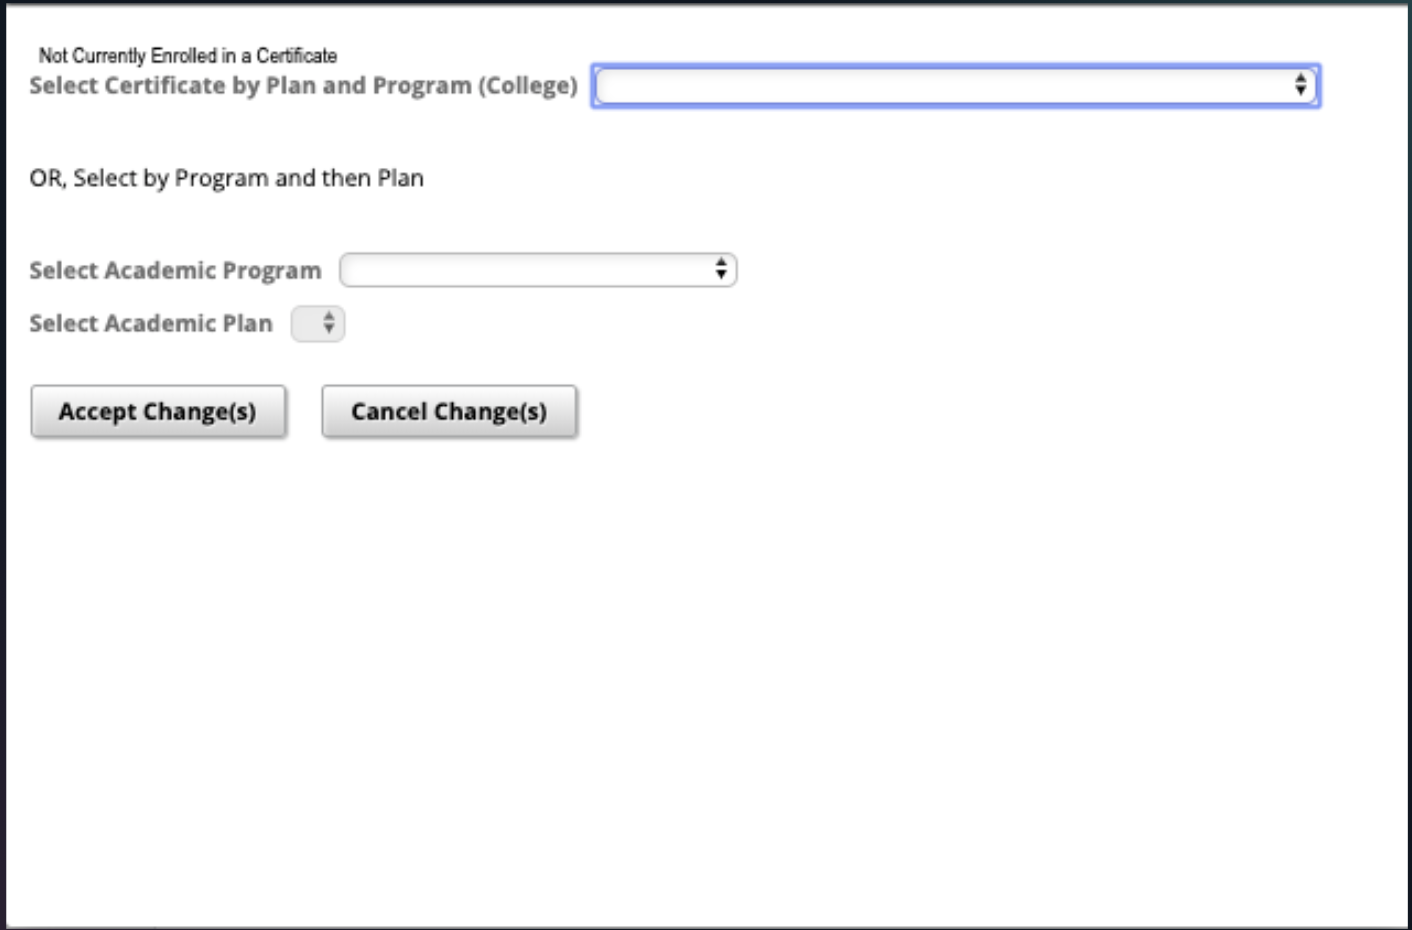 Not Currently Enrolled in a Certificate
Select Certificate by Plan and Program (College)
OR, Select by Program and then Plan
Select Academic Program
Select Academic Plan
Accept Change(s) Cancel Change(s)